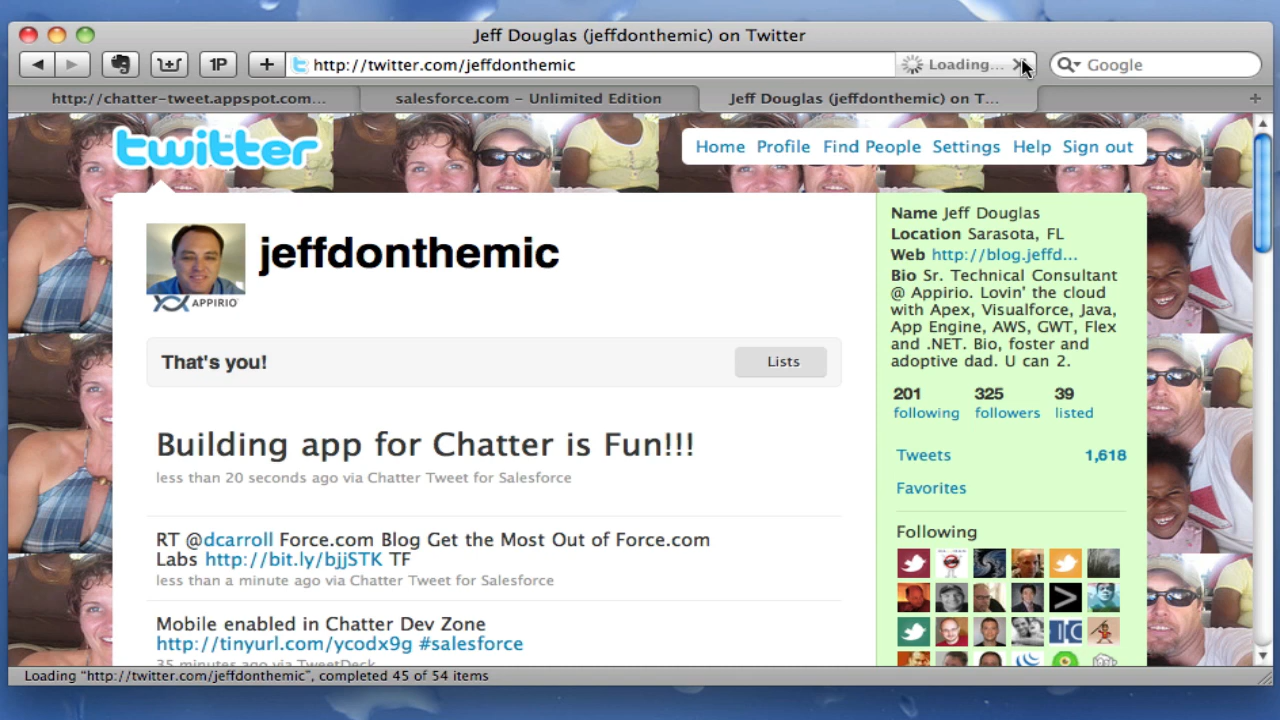 Jeff Douglas (jeffdonthemic) on Twitter
1P
+
http://twitter.com/jeffdonthemic
Loading...
Google
http://chatter-tweet.appspot.com...
salesforce.com – Unlimited Edition
Jeff Douglas (jeffdonthemic) on T...
+
twitter
Home Profile Find People Settings Help Sign out
jeffdonthemic
APPIRIO
That's you!
Lists
Building app for Chatter is Fun!!!
less than 20 seconds ago via Chatter Tweet for Salesforce
RT @dcarroll Force.com Blog Get the Most Out of Force.com
Labs http://bit.ly/bjjSTK TF
less than a minute ago via Chatter Tweet for Salesforce
Mobile enabled in Chatter Dev Zone
http://tinyurl.com/ycodx9g #salesforce
35 minutes ago via TweetDeck
Name Jeff Douglas
Location Sarasota, FL
Web http://blog.jeffd...
Bio Sr. Technical Consultant
@ Appirio. Lovin' the cloud
with Apex, Visualforce, Java,
App Engine, AWS, GWT, Flex
and .NET. Bio, foster and
adoptive dad. U can 2.
201 325 39
following followers listed
Tweets 1,618
Favorites
Following
Loading "http://twitter.com/jeffdonthemic", completed 45 of 54 items